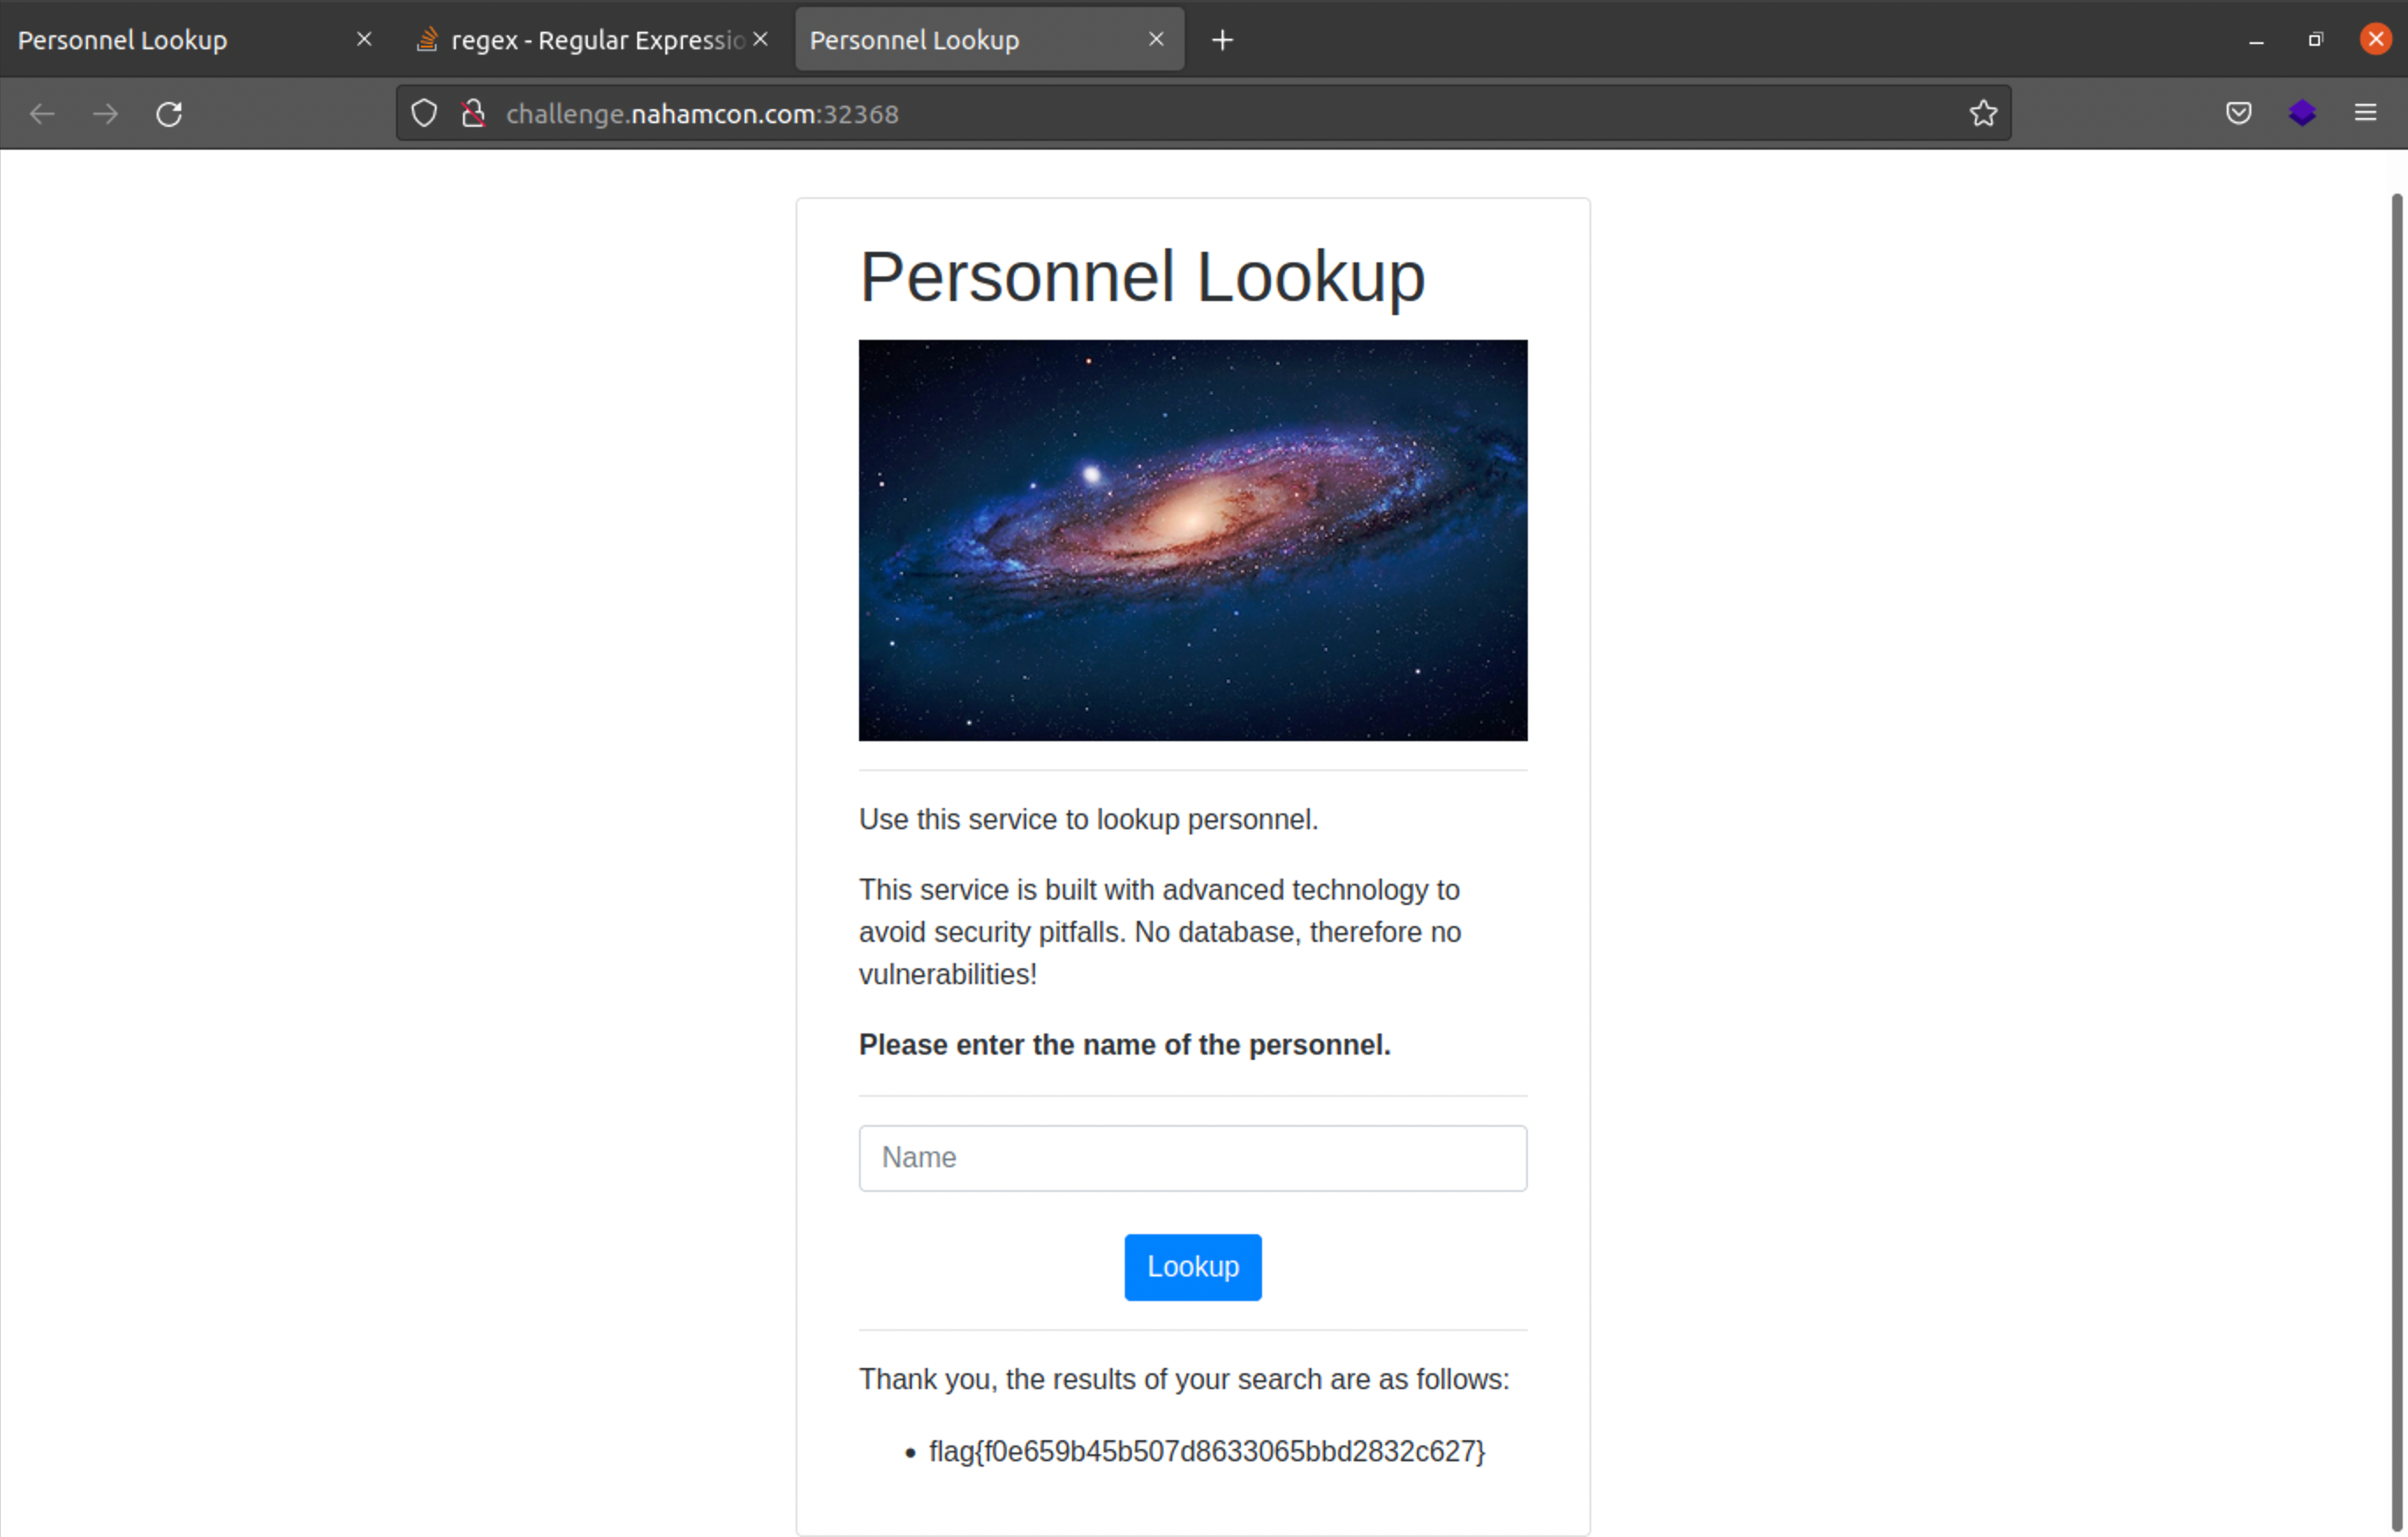 Personnel Lookup
regex - Regular Expressio
Personnel Lookup
challenge.nahamcon.com:32368
Personnel Lookup
Use this service to lookup personnel.
This service is built with advanced technology to
avoid security pitfalls. No database, therefore no
vulnerabilities!
Please enter the name of the personnel.
Name
Lookup
Thank you, the results of your search are as follows:
• flag{f0e659b45b507d8633065bbd2832c627}